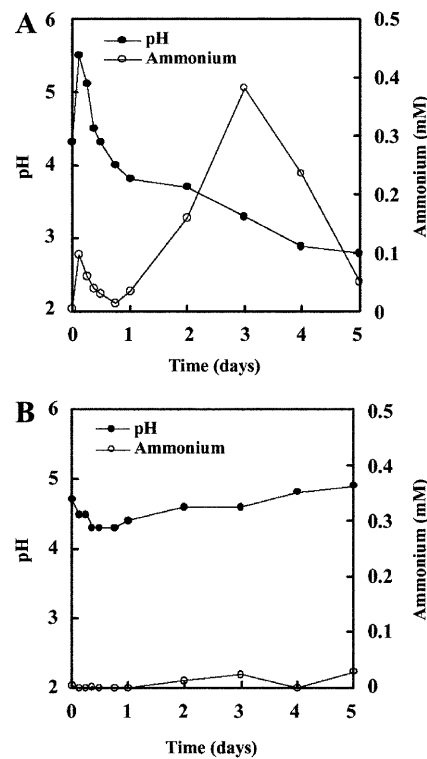 A
pH
Ammonium
6
5
4
3
2
pH
0.5
0.4
0.3
0.2
0.1
0
Ammonium (mM)
0 1 2 3 4 5
Time (days)
B
pH
Ammonium
6
5
4
3
2
pH
0.5
0.4
0.3
0.2
0.1
0
Ammonium (mM)
0 1 2 3 4 5
Time (days)